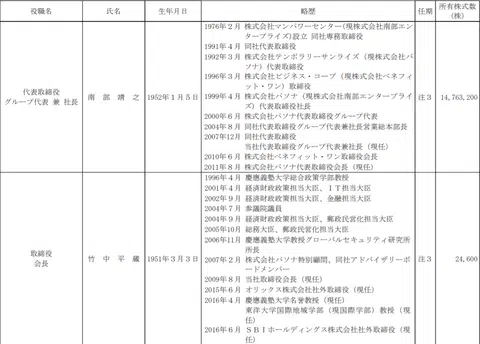 役職名 氏名 生年月日 略歴 任期 所有株式数
(株)
代表取締役
グループ代表 兼 社長
南 部 靖 之
1952年1月5日
1976年2月 株式会社マンパワーセンター(現株式会社南部エン
タープライズ)設立 同社専務取締役
1991年4月 同社代表取締役
1992年3月 株式会社テンポラリーサンライズ(現株式会社パ
ソナ)代表取締役
1996年3月 株式会社ビジネス・コープ(現株式会社ベネフィ
ット・ワン)取締役
1999年4月 株式会社パソナ(現株式会社南部エンタープライ
ズ)代表取締役社長
2000年6月 株式会社パソナ代表取締役グループ代表
2004年8月 同社代表取締役グループ代表兼社長営業総本部長
2007年12月 同社代表取締役
当社代表取締役グループ代表兼社長(現任)
2010年6月 株式会社ベネフィット・ワン取締役会長
2011年8月 株式会社パソナ代表取締役会長(現任)
注3
14,763,200
取締役
会長
竹 中 平 蔵
1951年3月3日
1996年4月 慶應義塾大学総合政策学部教授
2001年4月 経済財政政策担当大臣、IT担当大臣
2002年9月 経済財政政策担当大臣、金融担当大臣
2004年7月 参議院議員
2004年9月 経済財政政策担当大臣、郵政民営化担当大臣
2005年10月 総務大臣、郵政民営化担当大臣
2006年11月 慶應義塾大学教授グローバルセキュリティ研究所
所長
2007年2月 株式会社パソナ特別顧問、同社アドバイザリーボ
ードメンバー
2009年8月 当社取締役会長(現任)
2015年6月 オリックス株式会社社外取締役(現任)
2016年4月 慶應義塾大学名誉教授(現任)
東洋大学国際地域学部(現国際学部)教授(現
任)
2016年6月 SBIホールディングス株式会社社外取締役(現
任)
注3
24,600